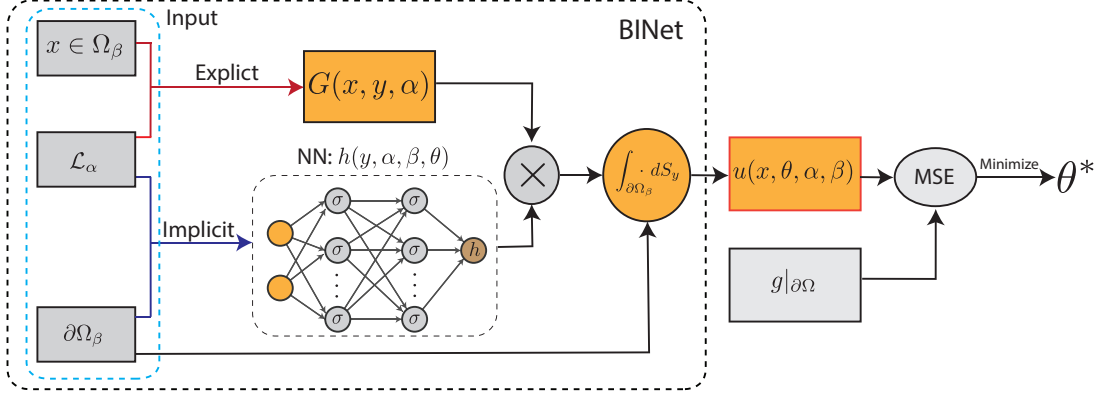 Input
BINet
x ∈ Ω_β
Explict
G(x, y, α)
ℒ_α
NN: h(y, α, β, θ)
×
∫_{∂Ω_β} · dS_y
u(x, θ, α, β)
MSE
Minimize
θ*
Implicit
σ σ
σ σ h
⋮ ⋮
σ σ
g|_{∂Ω}
∂Ω_β